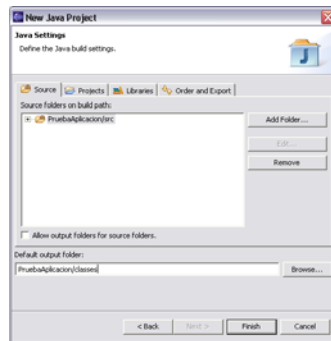 New Java Project
Java Settings
Define the Java build settings.
Source Projects Libraries Order and Export
Source folders on build path:
PruebaAplicacion/src
Add Folder...
Edit...
Remove
Allow output folders for source folders.
Default output folder:
PruebaAplicacion/classes
Browse...
< Back Next > Finish Cancel